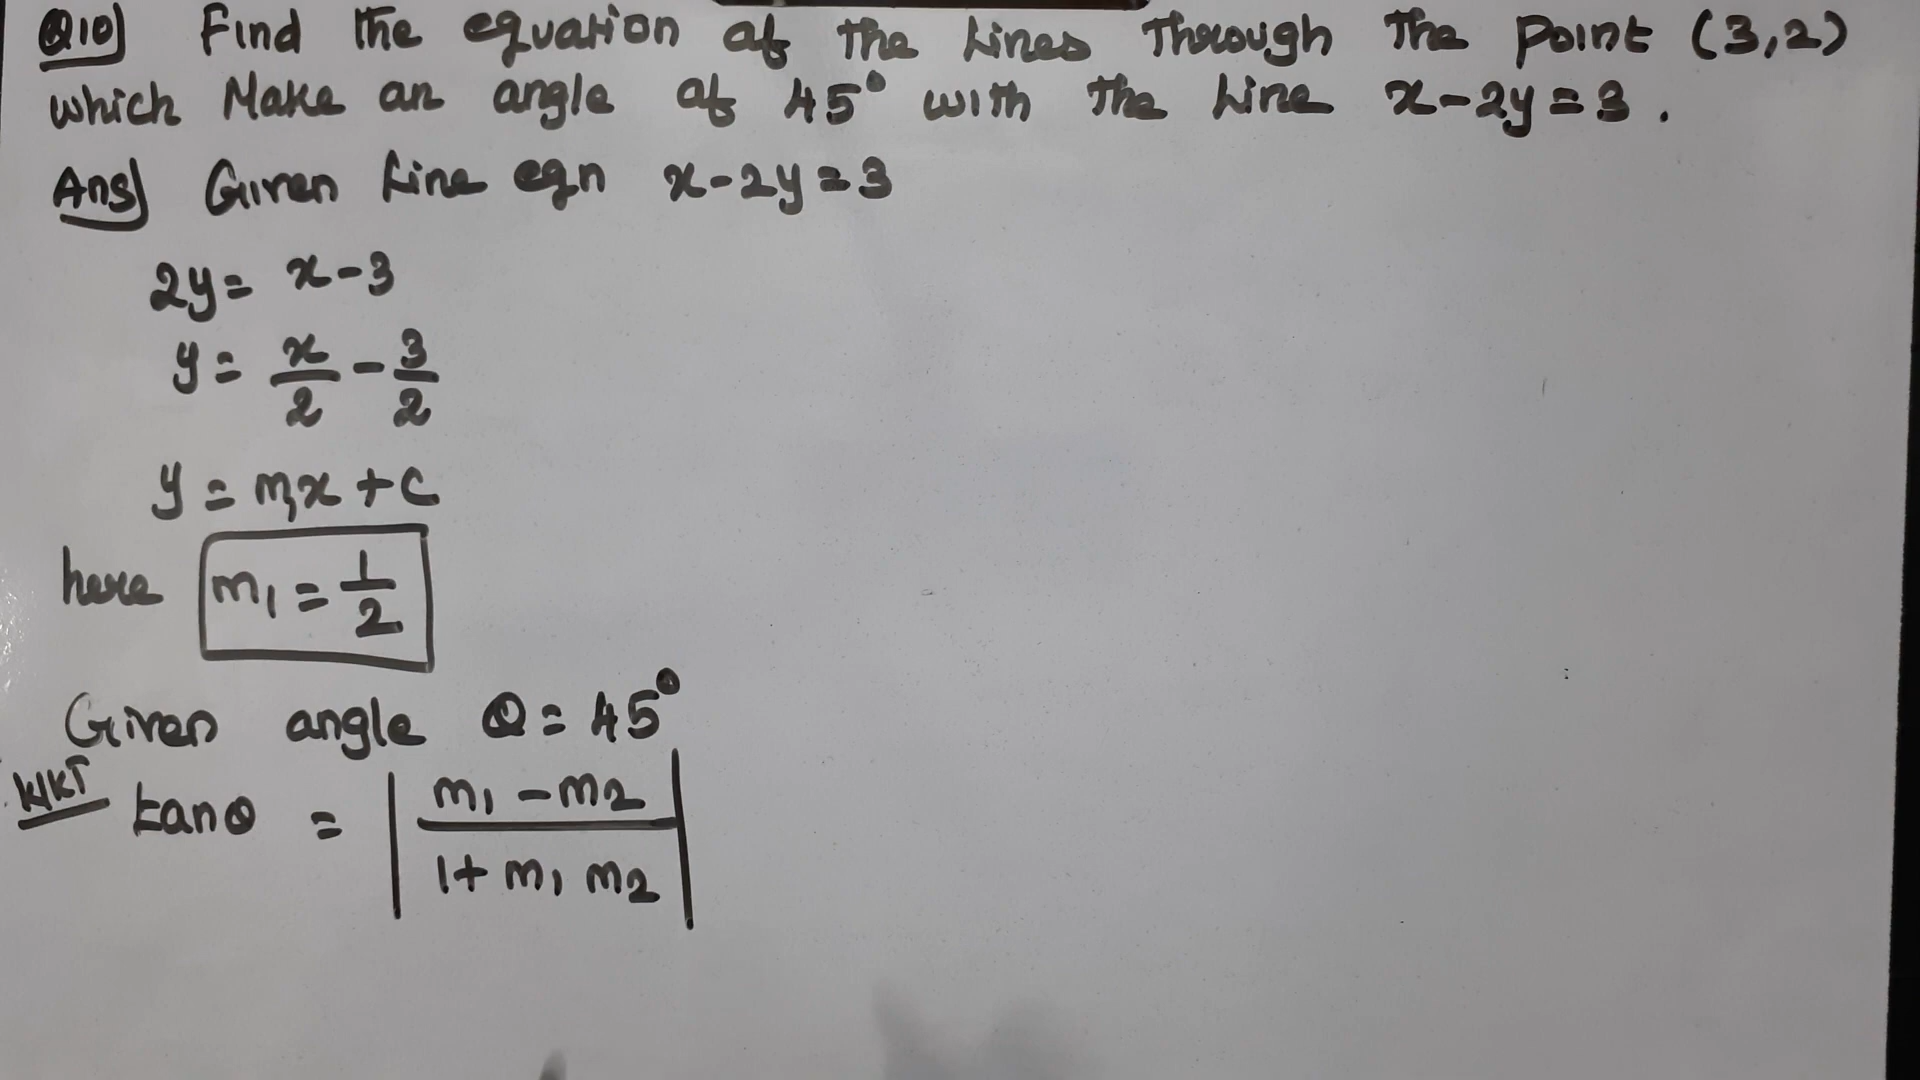 Q10) Find the equation of the lines through the point (3,2)
which Make an angle of 45° with the line x-2y=3.
Ans) Given line eqn x-2y=3
2y= x-3
y= x/2 - 3/2
y = m₁x + c
here m₁ = 1/2
Given angle θ = 45°
WKT tanθ = | (m₁ - m₂) / (1 + m₁ m₂) |